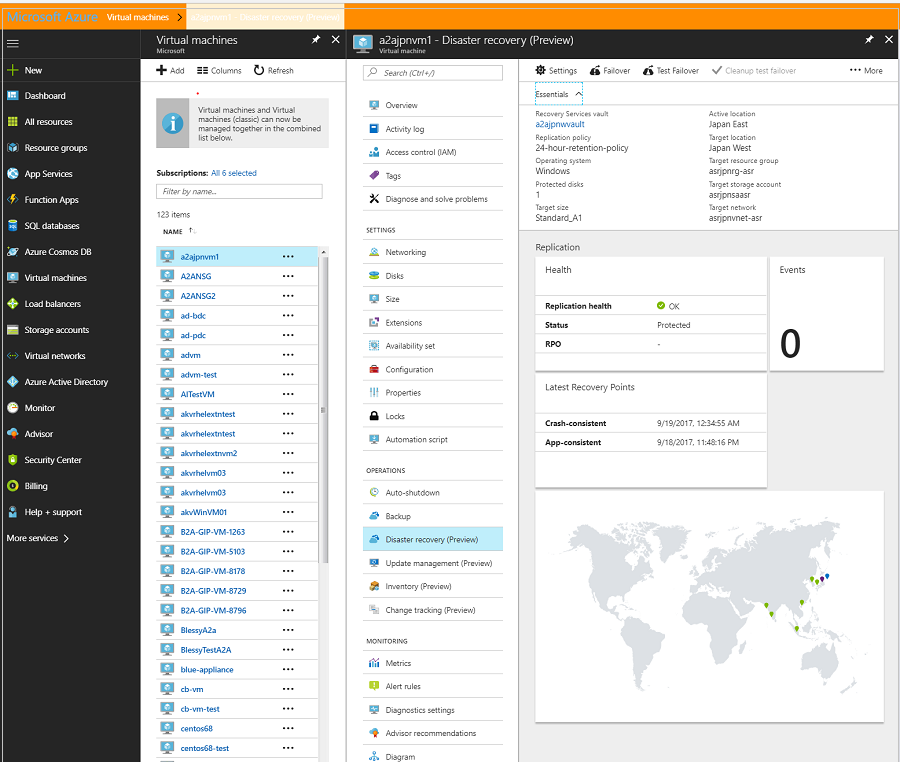 Microsoft Azure Virtual machines > a2ajpnvm1 - Disaster recovery (Preview)
New
Dashboard
All resources
Resource groups
App Services
Function Apps
SQL databases
Azure Cosmos DB
Virtual machines
Load balancers
Storage accounts
Virtual networks
Azure Active Directory
Monitor
Advisor
Security Center
Billing
Help + support
More services >
Virtual machines
Microsoft
Add Columns Refresh
Virtual machines and Virtual
machines (classic) can now be
managed together in the combined
list below.
Subscriptions: All 6 selected
Filter by name...
123 items
NAME
a2ajpnvm1
A2ANSG
A2ANSG2
ad-bdc
ad-pdc
advm
advm-test
AITestVM
akvrhelextntest
akvrhelextntest
akvrhelextnvm2
akvrhelvm03
akvrhelvm03
akvWinVM01
B2A-GIP-VM-1263
B2A-GIP-VM-5103
B2A-GIP-VM-8178
B2A-GIP-VM-8729
B2A-GIP-VM-8796
BlessyA2a
BlessyTestA2A
blue-appliance
cb-vm
cb-vm-test
centos68
centos68-test
a2ajpnvm1 - Disaster recovery (Preview)
Virtual machine
Search (Ctrl+/)
Overview
Activity log
Access control (IAM)
Tags
Diagnose and solve problems
SETTINGS
Networking
Disks
Size
Extensions
Availability set
Configuration
Properties
Locks
Automation script
OPERATIONS
Auto-shutdown
Backup
Disaster recovery (Preview)
Update management (Preview)
Inventory (Preview)
Change tracking (Preview)
MONITORING
Metrics
Alert rules
Diagnostics settings
Advisor recommendations
Diagram
Settings Failover Test Failover Cleanup test failover More
Essentials
Recovery Services vault
a2ajpnwvault
Replication policy
24-hour-retention-policy
Operating system
Windows
Protected disks
1
Target size
Standard_A1
Active location
Japan East
Target location
Japan West
Target resource group
asrjpnrg-asr
Target storage account
asrjpnsaasr
Target network
asrjpnvnet-asr
Replication
Health
Replication health OK
Status Protected
RPO -
Events
0
Latest Recovery Points
Crash-consistent 9/19/2017, 12:34:55 AM
App-consistent 9/18/2017, 11:48:16 PM